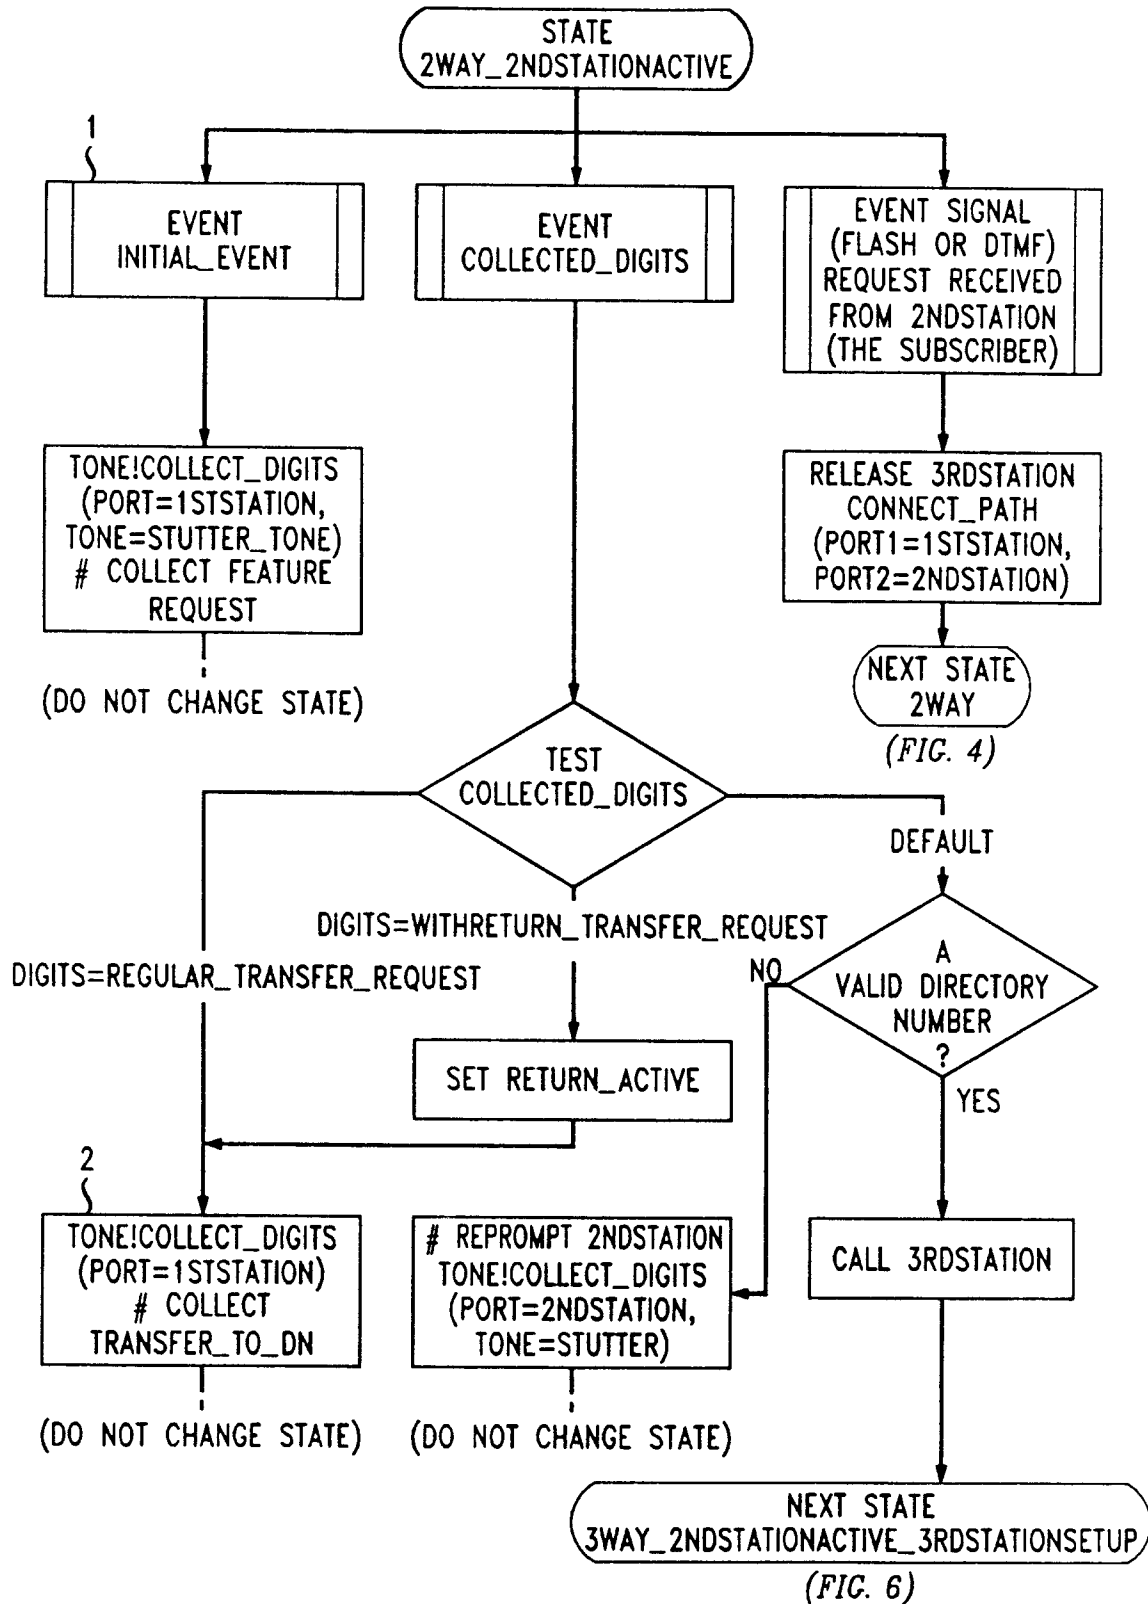 STATE
2WAY_2NDSTATIONACTIVE
1
EVENT
INITIAL_EVENT
EVENT
COLLECTED_DIGITS
EVENT SIGNAL
(FLASH OR DTMF)
REQUEST RECEIVED
FROM 2NDSTATION
(THE SUBSCRIBER)
TONE!COLLECT_DIGITS
(PORT=1STSTATION,
TONE=STUTTER_TONE)
# COLLECT FEATURE
REQUEST
(DO NOT CHANGE STATE)
RELEASE 3RDSTATION
CONNECT_PATH
(PORT1=1STSTATION,
PORT2=2NDSTATION)
NEXT STATE
2WAY
(FIG. 4)
TEST
COLLECTED_DIGITS
DEFAULT
DIGITS=WITHRETURN_TRANSFER_REQUEST
DIGITS=REGULAR_TRANSFER_REQUEST
NO
A
VALID DIRECTORY
NUMBER
?
YES
SET RETURN_ACTIVE
2
TONE!COLLECT_DIGITS
(PORT=1STSTATION)
# COLLECT
TRANSFER_TO_DN
(DO NOT CHANGE STATE)
# REPROMPT 2NDSTATION
TONE!COLLECT_DIGITS
(PORT=2NDSTATION,
TONE=STUTTER)
(DO NOT CHANGE STATE)
CALL 3RDSTATION
NEXT STATE
3WAY_2NDSTATIONACTIVE_3RDSTATIONSETUP
(FIG. 6)